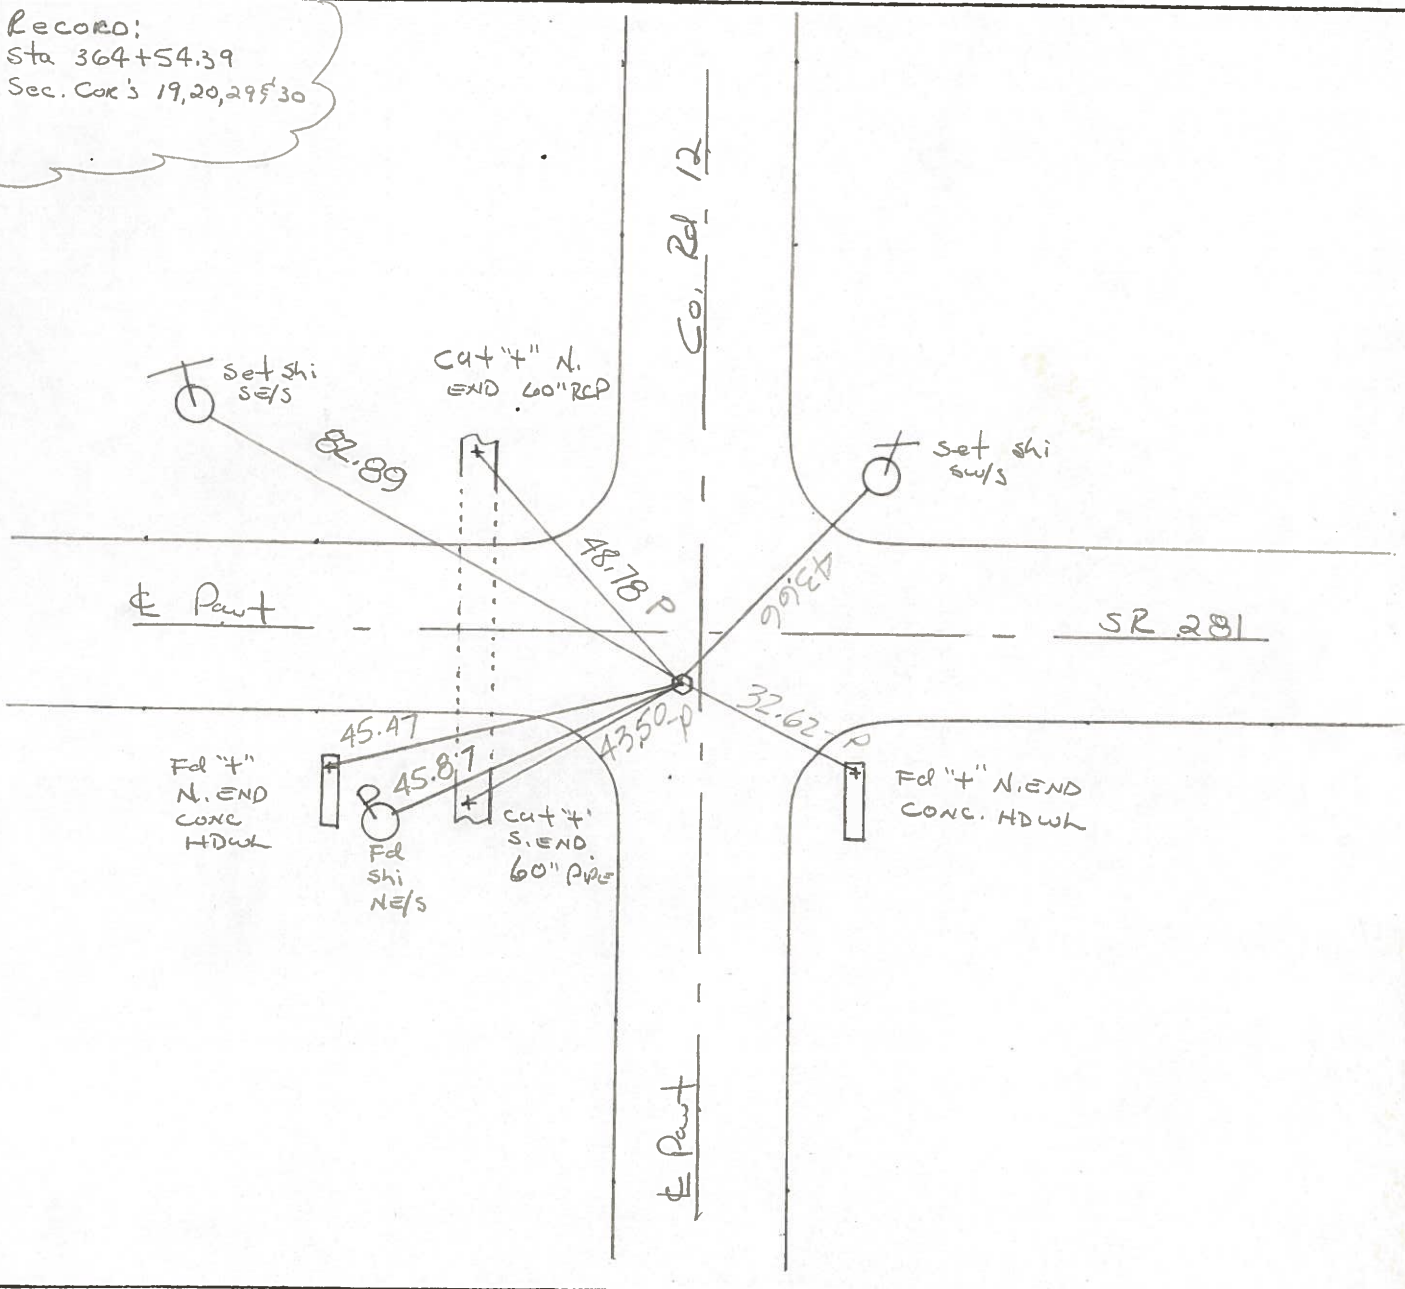 RECORD:
Sta 364+54.39
Sec. Cor's 19,20,29 & 30
Co. Rd 12
Set shi
SE/S
82.89
Cut "+" N.
END 60" RCP
48.78 P
Set shi
SW/S
43.66
℄ Pav't
SR 281
45.47
45.87
43.50-P
32.62-P
Fd "+"
N. END
CONC
HDWL
Fd
Shi
NE/S
Cut "+"
S. END
60" PIPE
Fd "+" N. END
CONC. HDWL
℄ Pav't